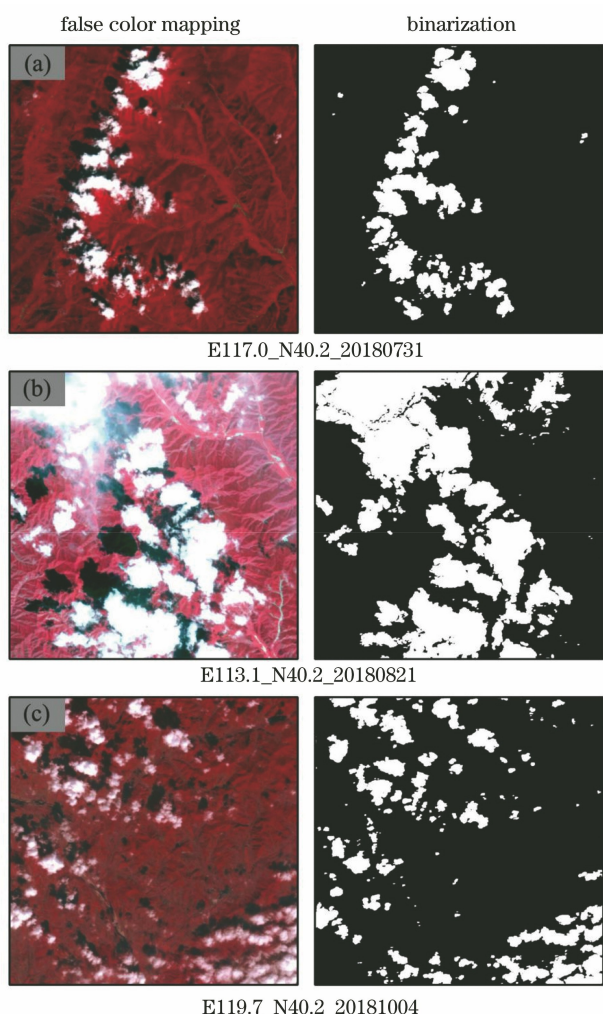 false color mapping binarization
(a)
E117.0_N40.2_20180731
(b)
E113.1_N40.2_20180821
(c)
E119.7_N40.2_20181004